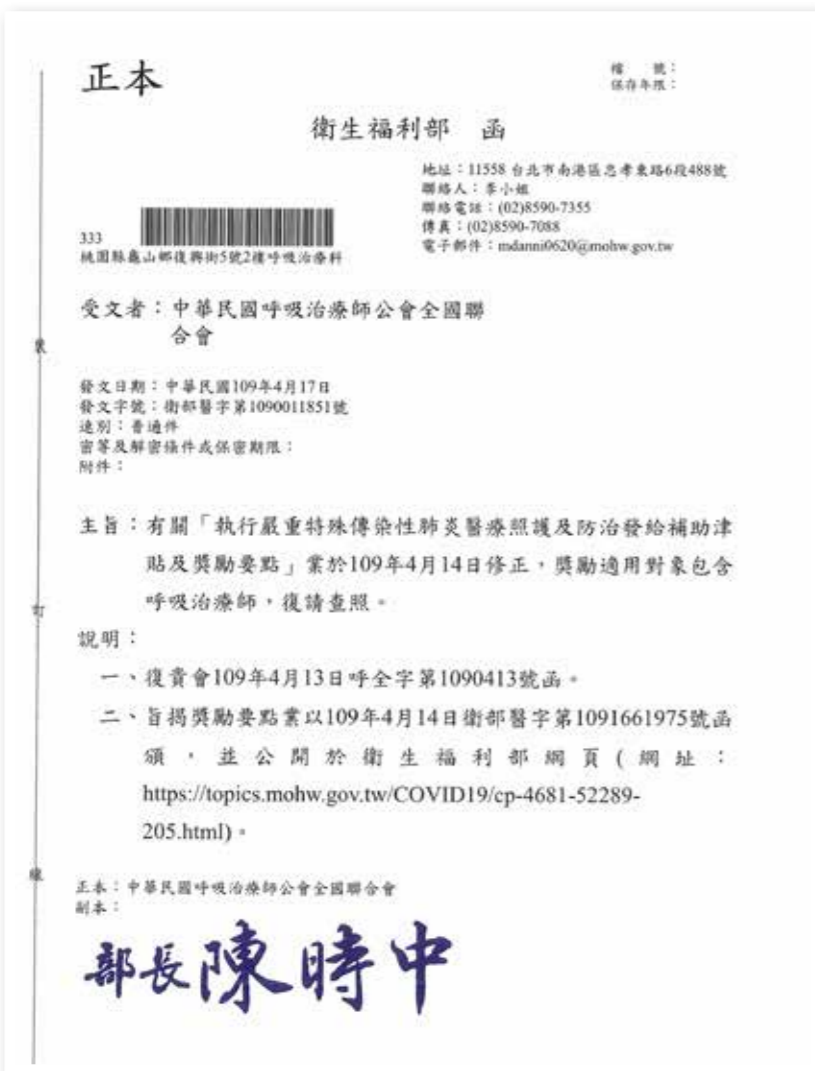 正本
檔　號：
保存年限：
衛生福利部　函
地址：11558 台北市南港區忠孝東路6段488號
聯絡人：李小姐
聯絡電話：(02)8590-7355
傳真：(02)8590-7088
電子郵件：mdanni0620@mohw.gov.tw
333
桃園縣龜山鄉復興街5號2樓呼吸治療科
受文者：中華民國呼吸治療師公會全國聯
合會
發文日期：中華民國109年4月17日
發文字號：衛部醫字第1090011851號
速別：普通件
密等及解密條件或保密期限：
附件：
主旨：有關「執行嚴重特殊傳染性肺炎醫療照護及防治發給補助津
貼及獎勵要點」業於109年4月14日修正，獎勵適用對象包含
呼吸治療師，復請查照。
說明：
一、復貴會109年4月13日呼全字第1090413號函。
二、旨揭獎勵要點業以109年4月14日衛部醫字第1091661975號函
頒，並公開於衛生福利部網頁(網址：
https://topics.mohw.gov.tw/COVID19/cp-4681-52289-
205.html)。
正本：中華民國呼吸治療師公會全國聯合會
副本：
部長陳時中
裝
訂
線